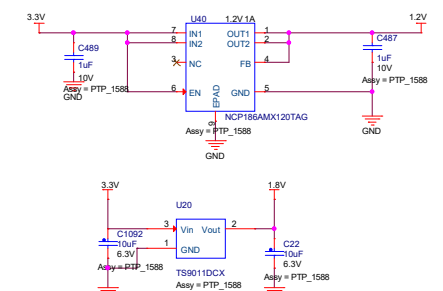 3.3V
U40
1.2V 1A
1.2V
C489
1uF
10V
Assy = PTP_1588
GND
7
IN1
OUT1
1
8
IN2
OUT2
2
3
NC
FB
4
6
EN
GND
5
EPAD
9
NCP186AMX120TAG
Assy = PTP_1588
GND
C487
1uF
10V
Assy = PTP_1588
GND
3.3V
U20
1.8V
C1092
10uF
6.3V
Assy = PTP_1588
3
Vin
Vout
2
1
GND
TS9011DCX
Assy = PTP_1588
C22
10uF
6.3V
Assy = PTP_1588